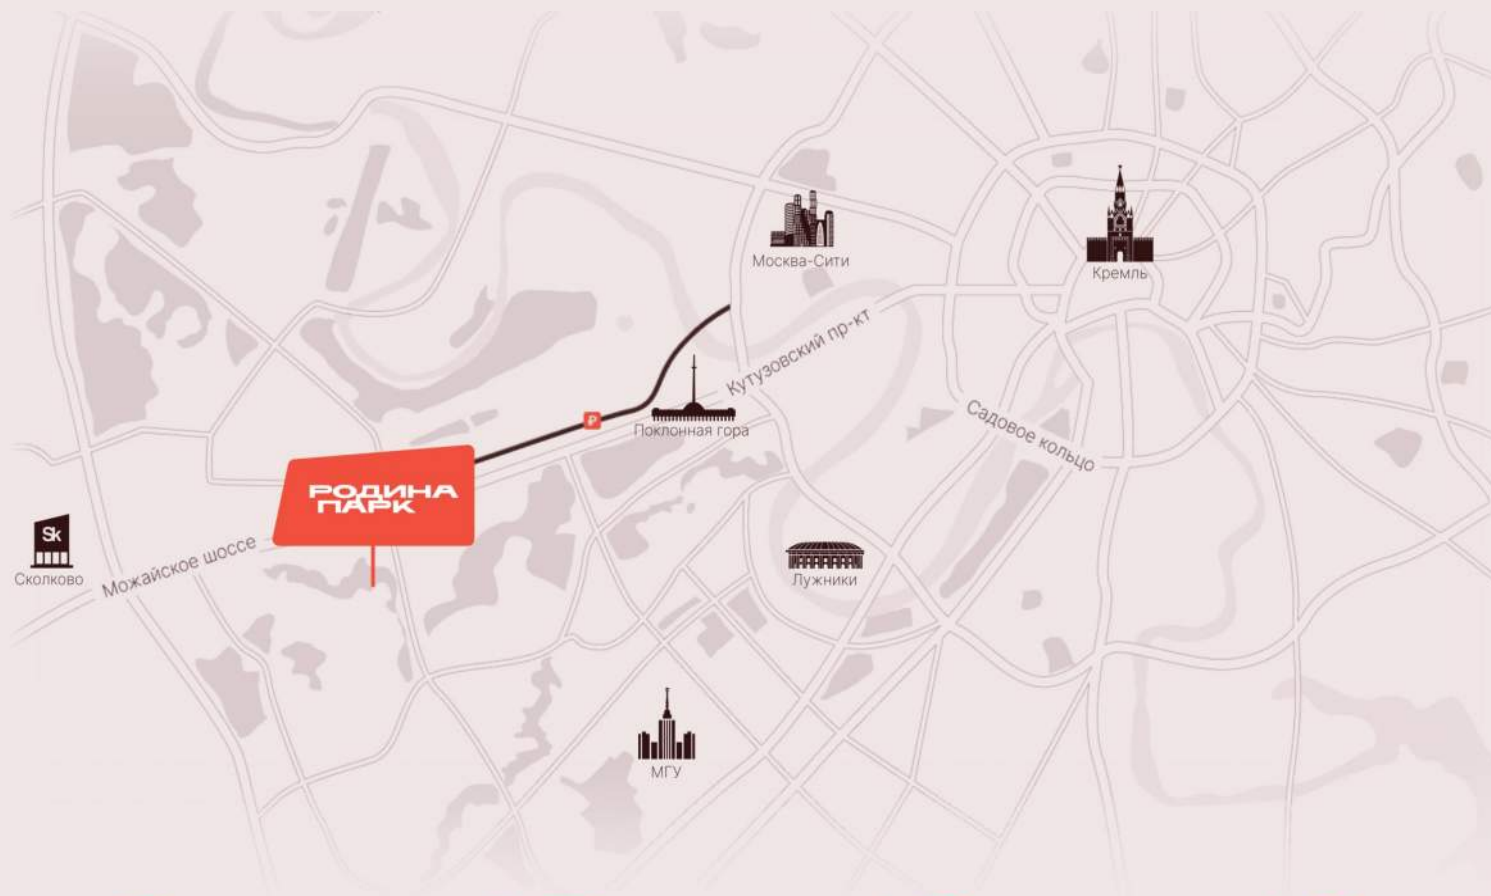 Москва-Сити
Кремль
Кутузовский пр-кт
Поклонная гора
Садовое кольцо
₽
РОДИНА
ПАРК
Sk
Сколково
Можайское шоссе
Лужники
МГУ